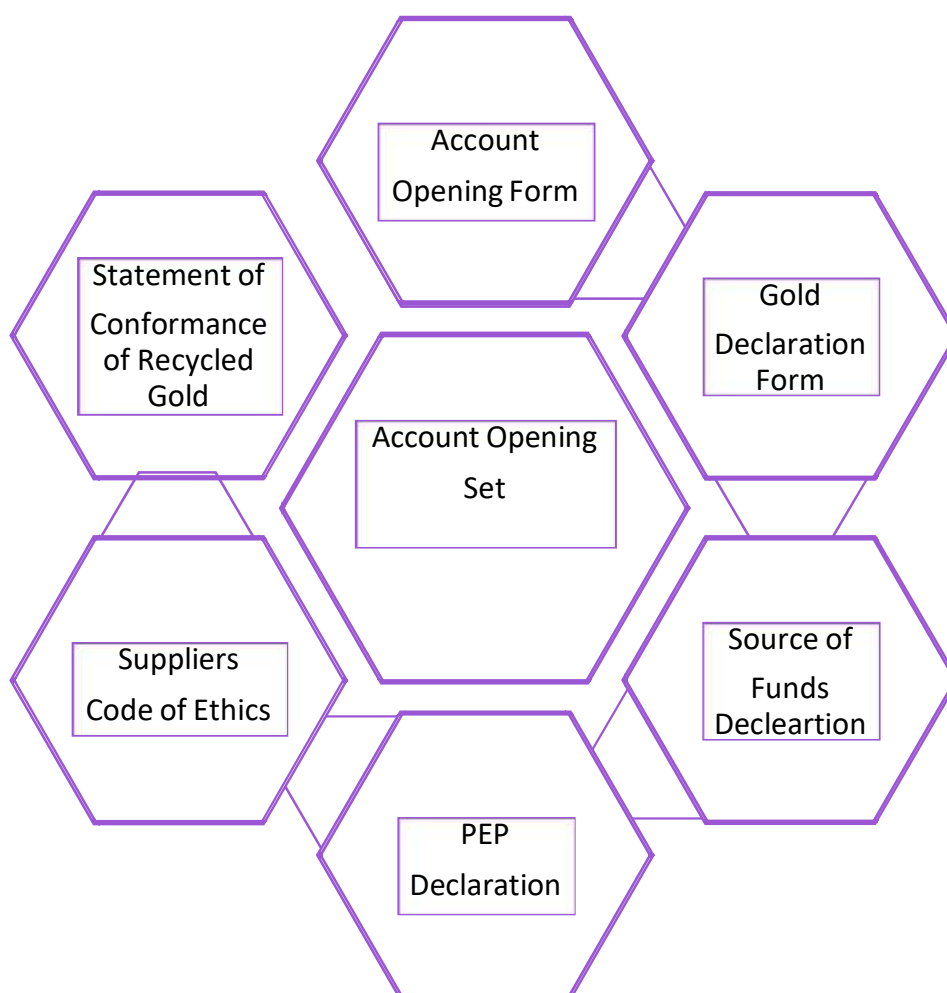 Account
Opening Form
Statement of
Conformance
of Recycled
Gold
Gold
Declaration
Form
Account Opening
Set
Suppliers
Code of Ethics
Source of
Funds
Decleartion
PEP
Declaration